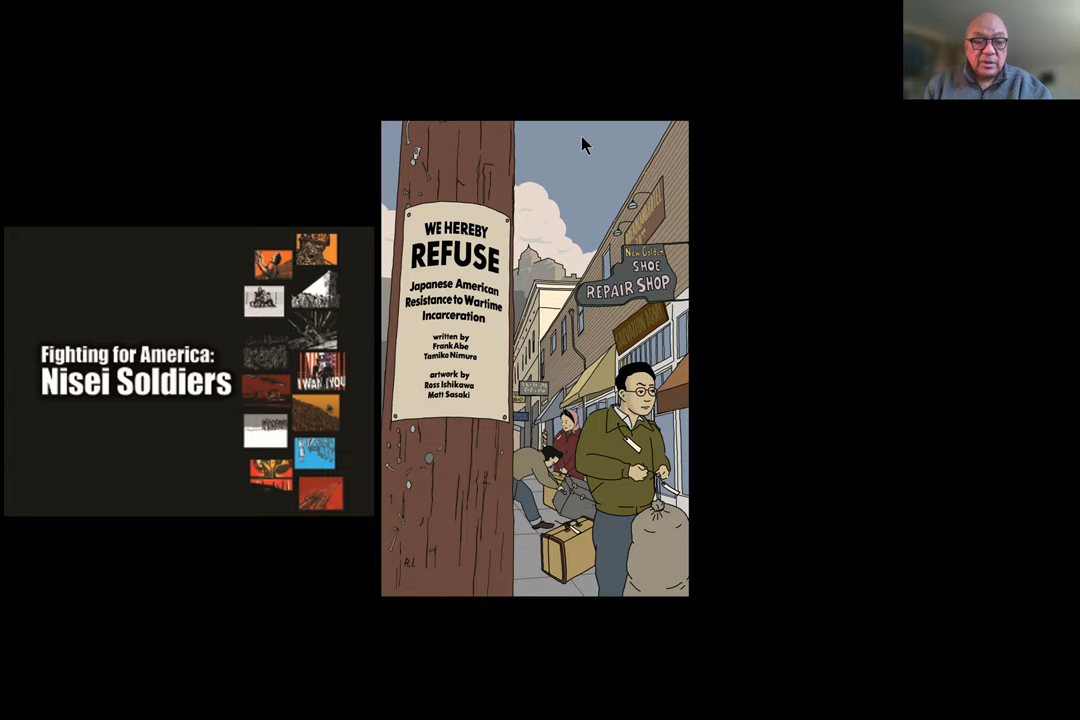 Fighting for America:
Nisei Soldiers
I WANT YOU
WE HEREBY
REFUSE
Japanese American
Resistance to Wartime
Incarceration
written by
Frank Abe
Tamiko Nimura
artwork by
Ross Ishikawa
Matt Sasaki
R.I.
New Golden
SHOE
REPAIR SHOP